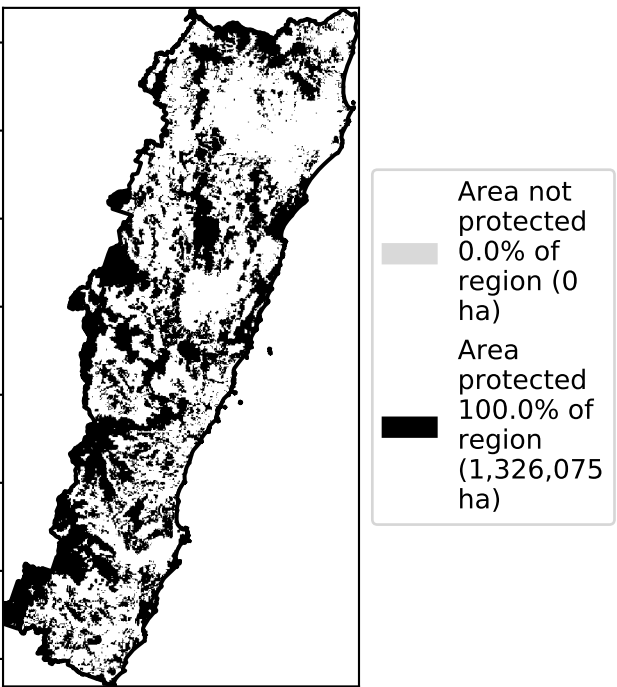 Area not
protected
0.0% of
region (0
ha)
Area
protected
100.0% of
region
(1,326,075
ha)